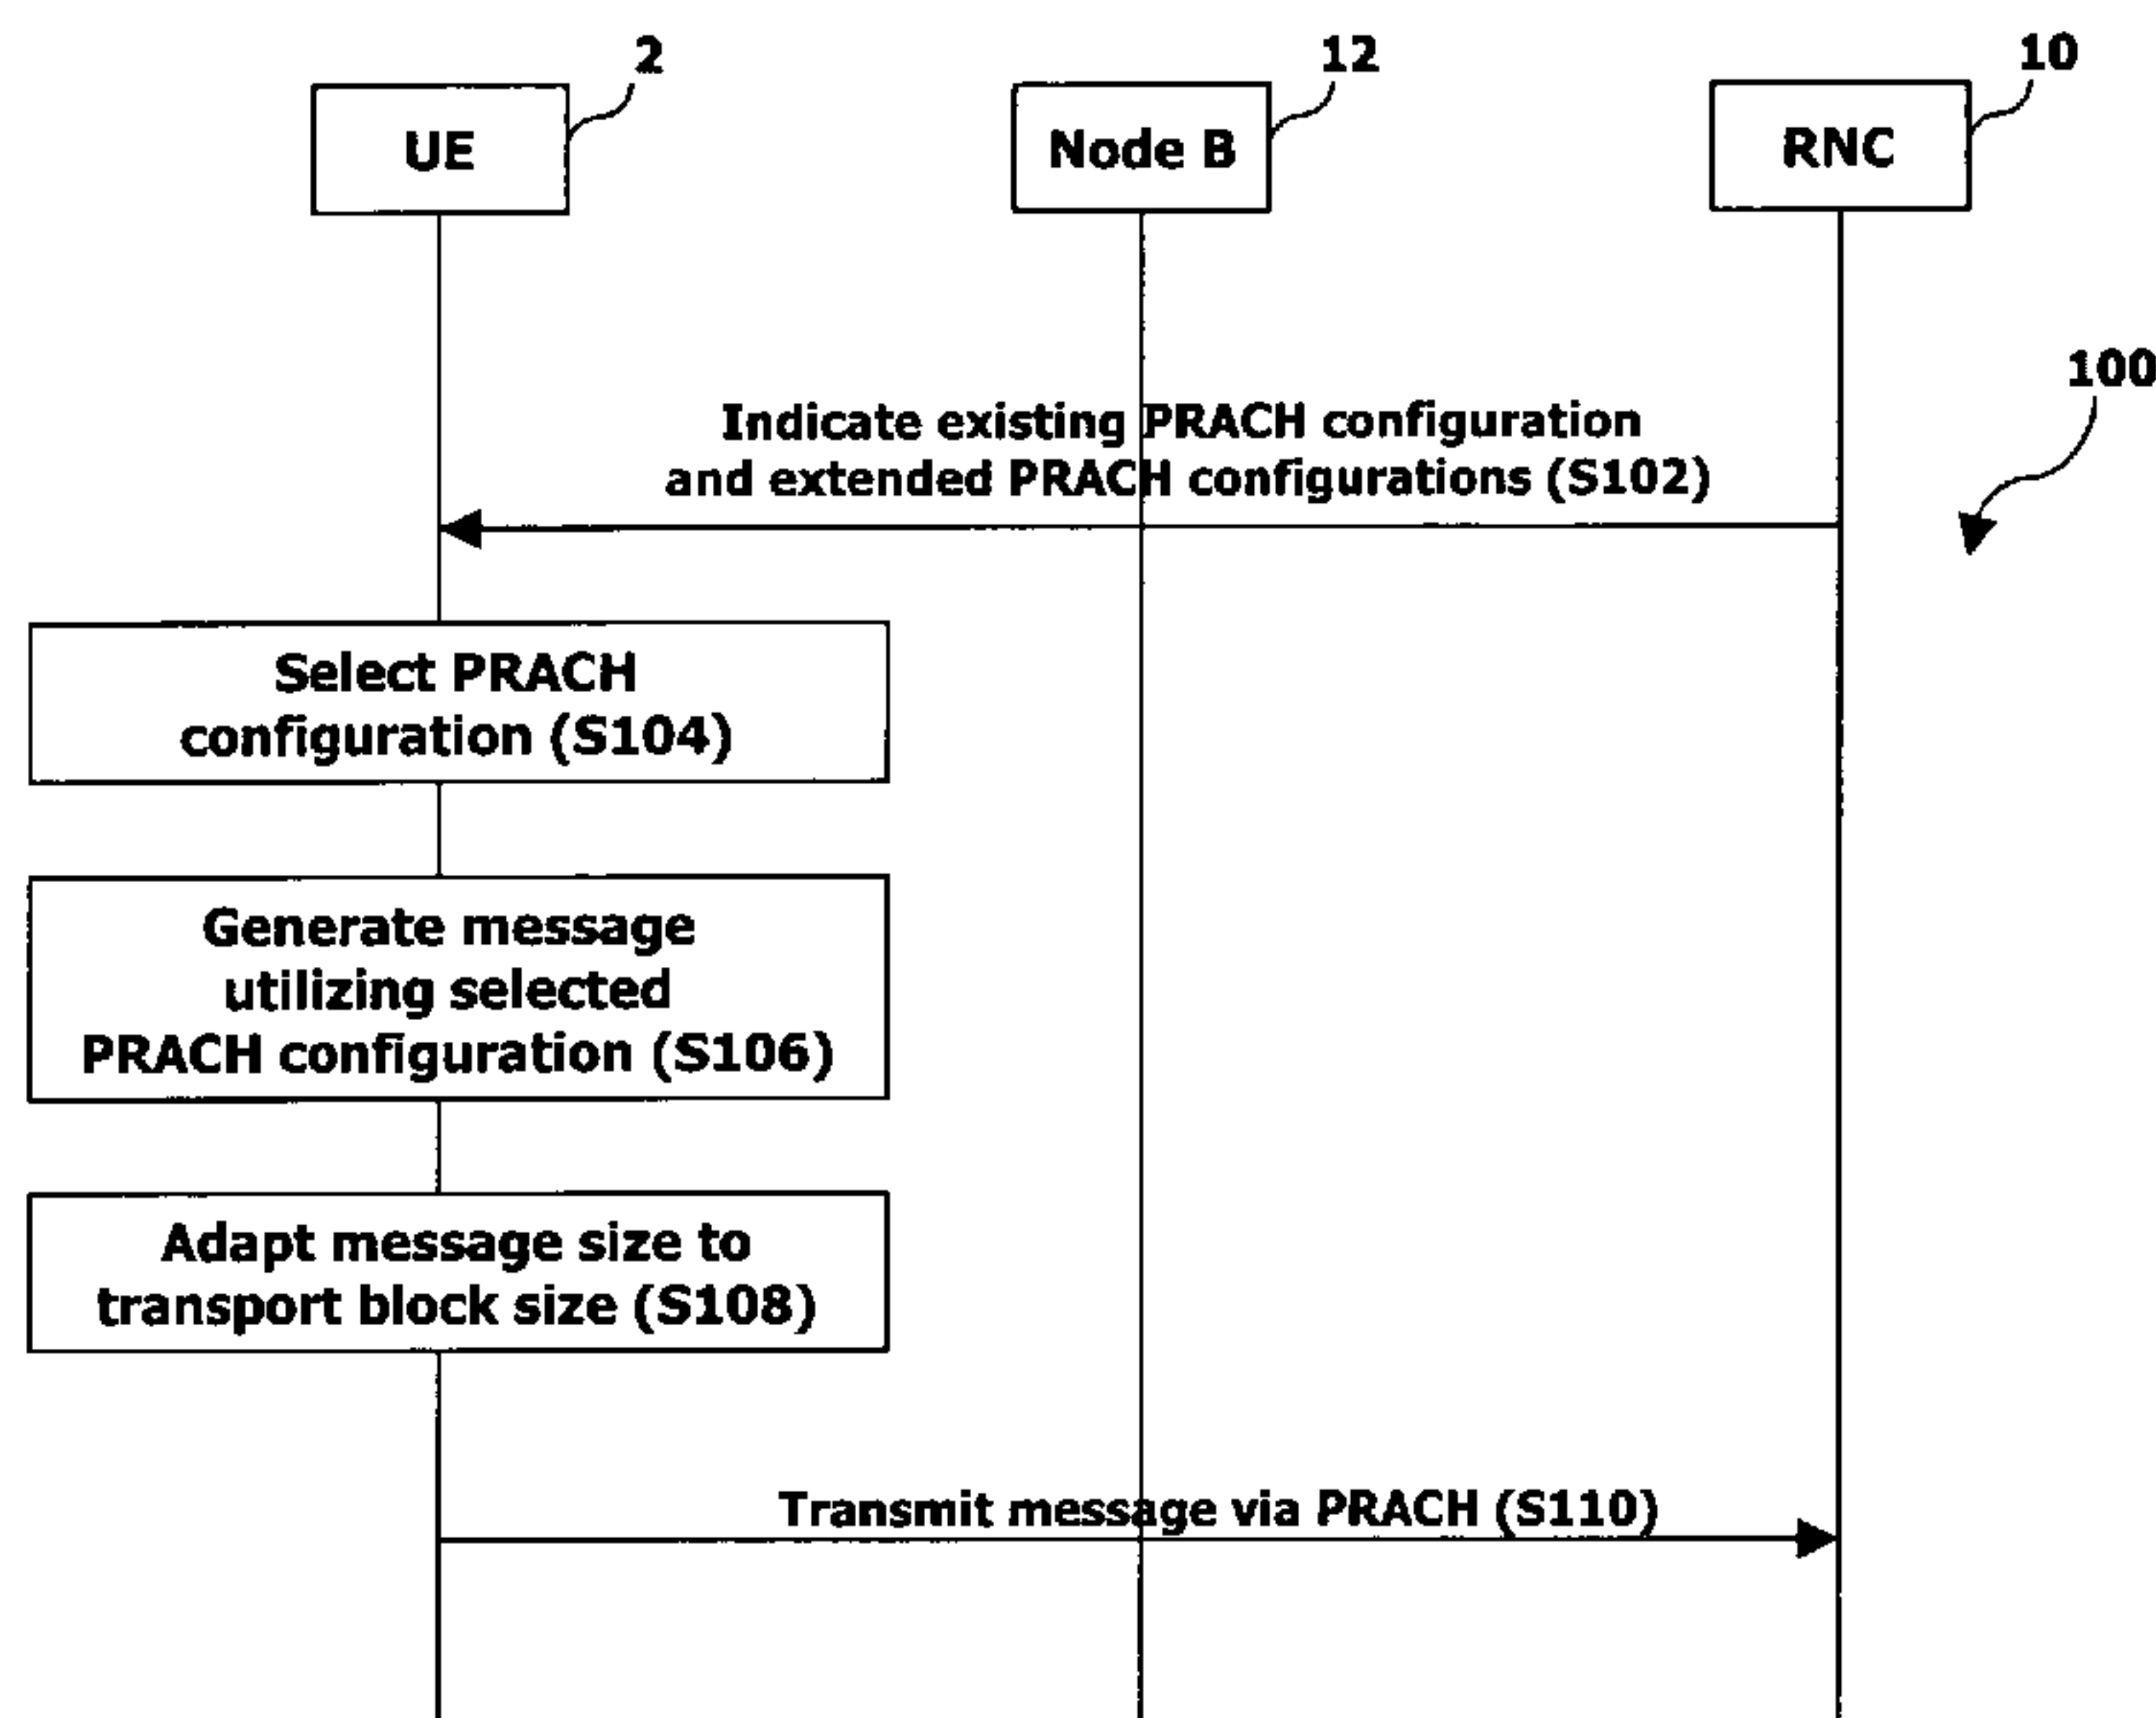 2
12
10
UE
Node B
RNC
100
Indicate existing PRACH configuration
and extended PRACH configurations (S102)
Select PRACH
configuration (S104)
Generate message
utilizing selected
PRACH configuration (S106)
Adapt message size to
transport block size (S108)
Transmit message via PRACH (S110)